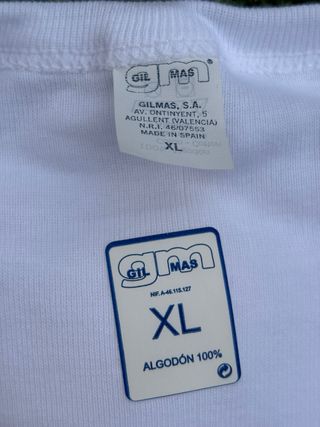 gm
GIL MAS
GILMAS, S.A.
AV. ONTINYENT, 5
AGULLENT (VALENCIA)
N.R.I. 46/07553
MADE IN SPAIN
XL
gm
GIL MAS
NIF. A-46.115.127
XL
ALGODÓN 100%